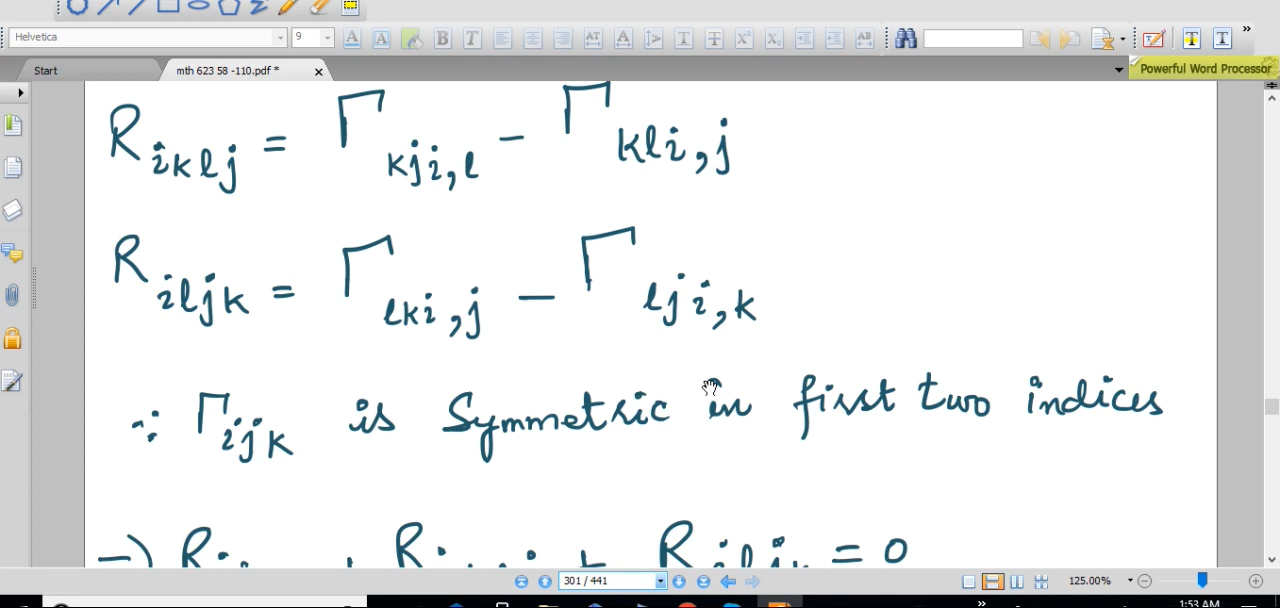 Helvetica 9
Start mth 623 58 -110.pdf * Powerful Word Processor
R_{iklj} = Γ_{kji,l} - Γ_{kli,j}
R_{iljk} = Γ_{lki,j} - Γ_{lji,k}
∵ Γ_{ijk} is Symmetric in first two indices
= 0
301 / 441 125.00%
1:53 AM